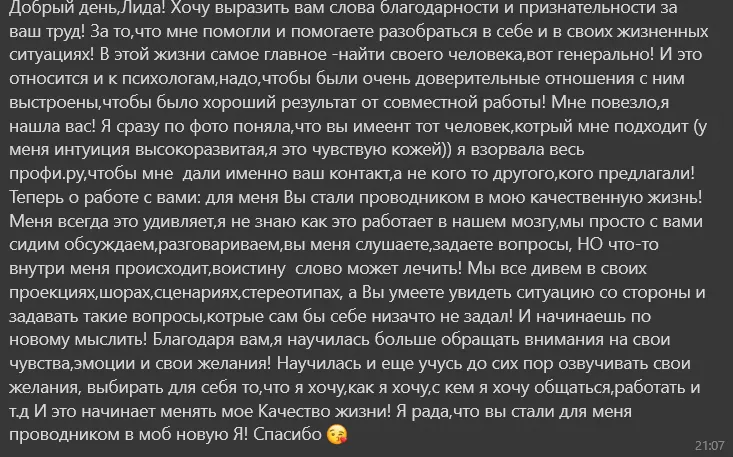 Добрый день,Лида! Хочу выразить вам слова благодарности и признательности за
ваш труд! За то,что мне помогли и помогаете разобраться в себе и в своих жизненных
ситуациях! В этой жизни самое главное -найти своего человека,вот генерально! И это
относится и к психологам,надо,чтобы были очень доверительные отношения с ним
выстроены,чтобы было хороший результат от совместной работы! Мне повезло,я
нашла вас! Я сразу по фото поняла,что вы имеент тот человек,котрый мне подходит (у
меня интуиция высокоразвитая,я это чувствую кожей)) я взорвала весь
профи.ру,чтобы мне дали именно ваш контакт,а не кого то другого,кого предлагали!
Теперь о работе с вами: для меня Вы стали проводником в мою качественную жизнь!
Меня всегда это удивляет,я не знаю как это работает в нашем мозгу,мы просто с вами
сидим обсуждаем,разговариваем,вы меня слушаете,задаете вопросы, НО что-то
внутри меня происходит,воистину слово может лечить! Мы все дивем в своих
проекциях,шорах,сценариях,стереотипах, а Вы умеете увидеть ситуацию со стороны и
задавать такие вопросы,котрые сам бы себе низачто не задал! И начинаешь по
новому мыслить! Благодаря вам,я научилась больше обращать внимания на свои
чувства,эмоции и свои желания! Научилась и еще учусь до сих пор озвучивать свои
желания, выбирать для себя то,что я хочу,как я хочу,с кем я хочу общаться,работать и
т.д И это начинает менять мое Качество жизни! Я рада,что вы стали для меня
проводником в моб новую Я! Спасибо 😘
21:07